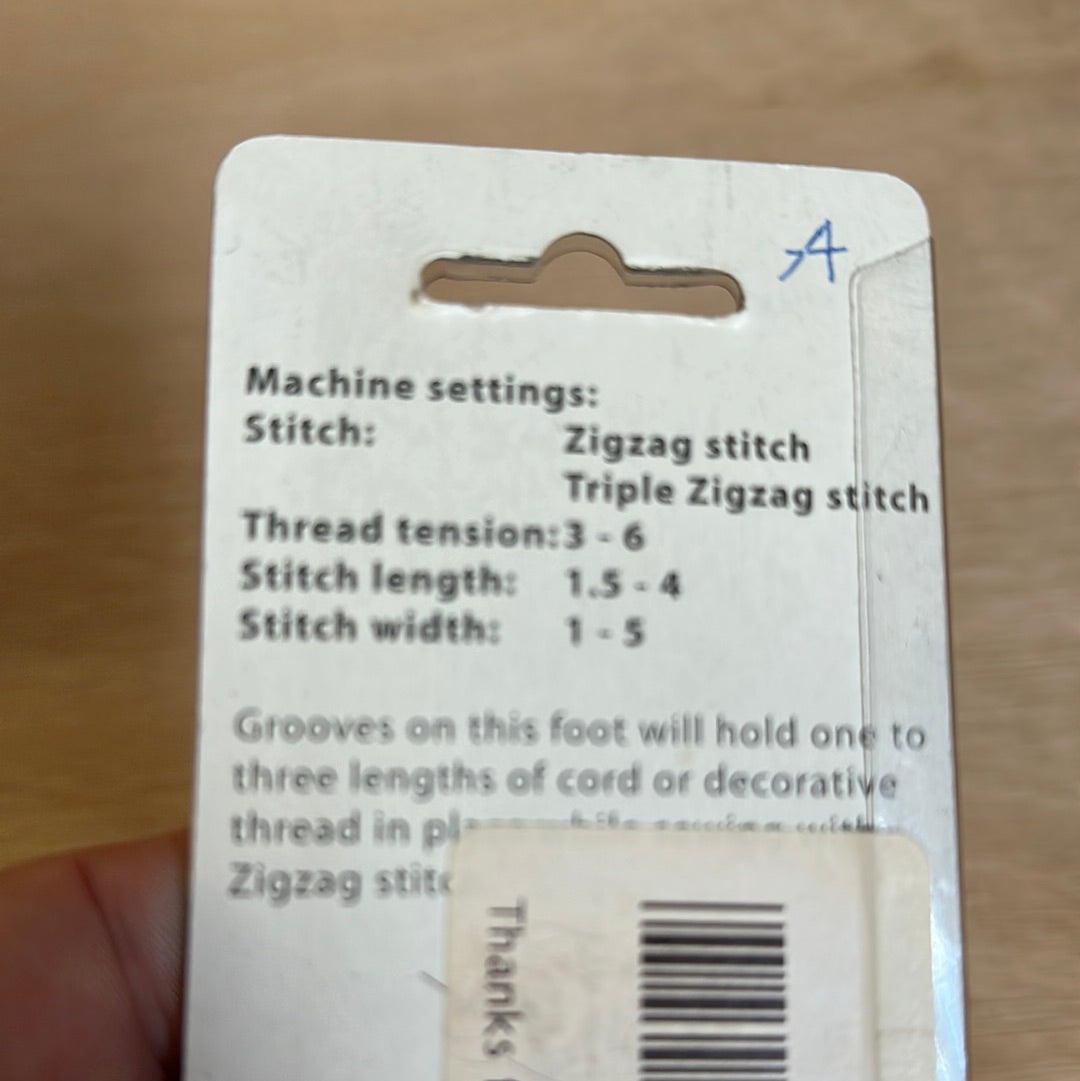 Machine settings:
Stitch: Zigzag stitch
Triple Zigzag stitch
Thread tension: 3 - 6
Stitch length: 1.5 - 4
Stitch width: 1 - 5
Grooves on this foot will hold one to
three lengths of cord or decorative
thread in
Zigzag
Thanks